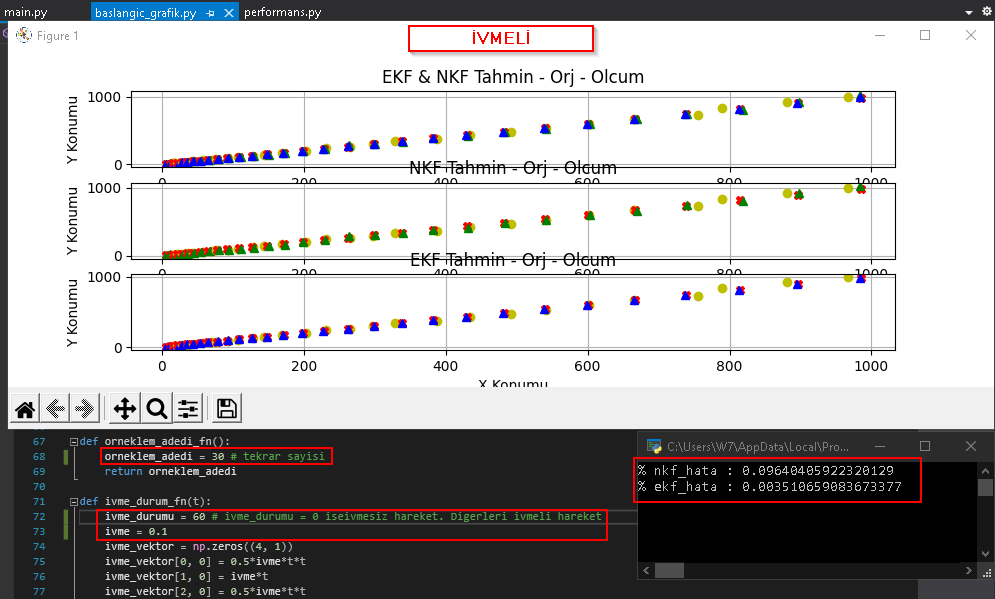 main.py baslangic_grafik.py performans.py
Figure 1
İVMELİ
EKF & NKF Tahmin - Orj - Olcum
Y Konumu
1000
0
0 200 400 600 800 1000
NKF Tahmin - Orj - Olcum
Y Konumu
1000
0
0 200 400 600 800 1000
EKF Tahmin - Orj - Olcum
Y Konumu
1000
0
0 200 400 600 800 1000
X Konumu
67 def orneklem_adedi_fn():
68 orneklem_adedi = 30 # tekrar sayisi
69 return orneklem_adedi
70
71 def ivme_durum_fn(t):
72 ivme_durumu = 60 # ivme_durumu = 0 iseivmesiz hareket. Digerleri ivmeli hareket
73 ivme = 0.1
74 ivme_vektor = np.zeros((4, 1))
75 ivme_vektor[0, 0] = 0.5*ivme*t*t
76 ivme_vektor[1, 0] = ivme*t
77 ivme_vektor[2, 0] = 0.5*ivme*t*t
C:\Users\W7\AppData\Local\Pro...
% nkf_hata : 0.09640405922320129
% ekf_hata : 0.003510659083673377